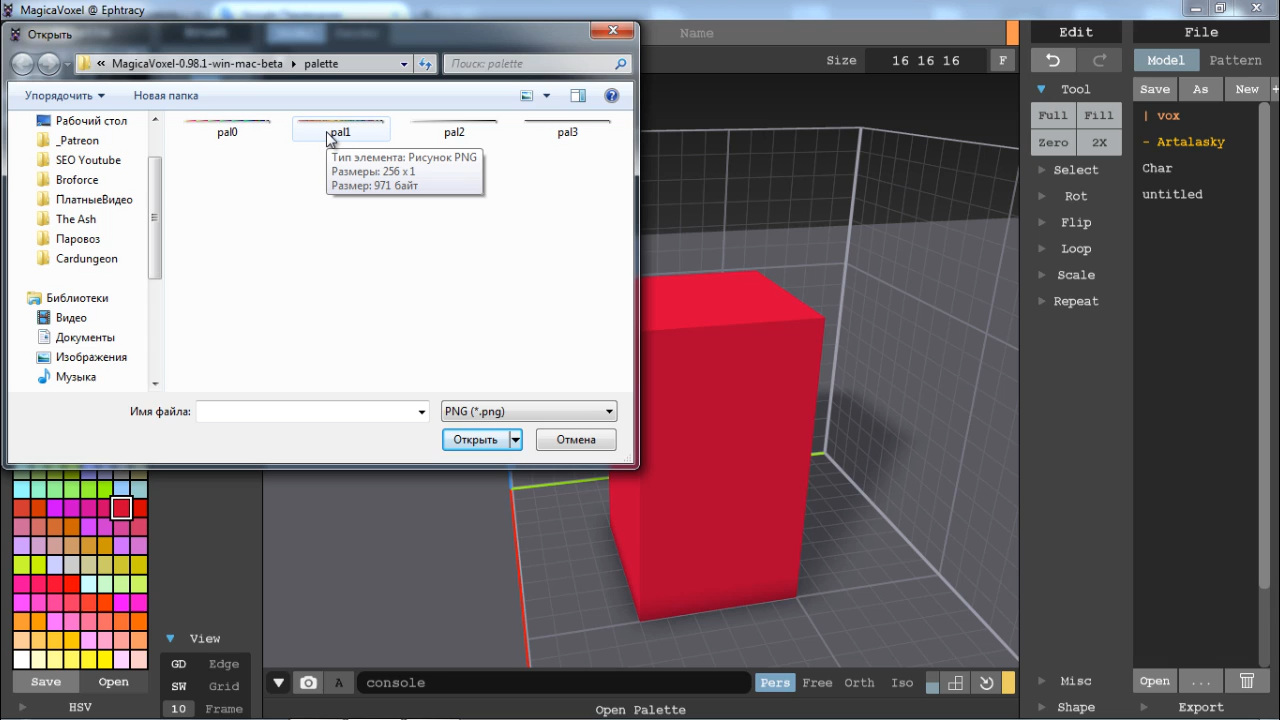 MagicaVoxel @ Ephtracy
Открыть
MagicaVoxel-0.98.1-win-mac-beta
palette
Поиск: palette
Упорядочить
Новая папка
Рабочий стол
_Patreon
SEO Youtube
Broforce
ПлатныеВидео
The Ash
Паровоз
Cardungeon
Библиотеки
Видео
Документы
Изображения
Музыка
pal0
pal1
pal2
pal3
Тип элемента: Рисунок PNG
Размеры: 256 x 1
Размер: 971 байт
Имя файла:
PNG (*.png)
Открыть
Отмена
Name
Size 16 16 16 F
Edit
Tool
Full Fill
Zero 2X
Select
Rot
Flip
Loop
Scale
Repeat
Misc
Shape
File
Model Pattern
Save As New +
| vox
- Artalasky
Char
untitled
Open ...
Export
Save Open
HSV
View
GD Edge
SW Grid
10 Frame
A console
Pers Free Orth Iso
Open Palette